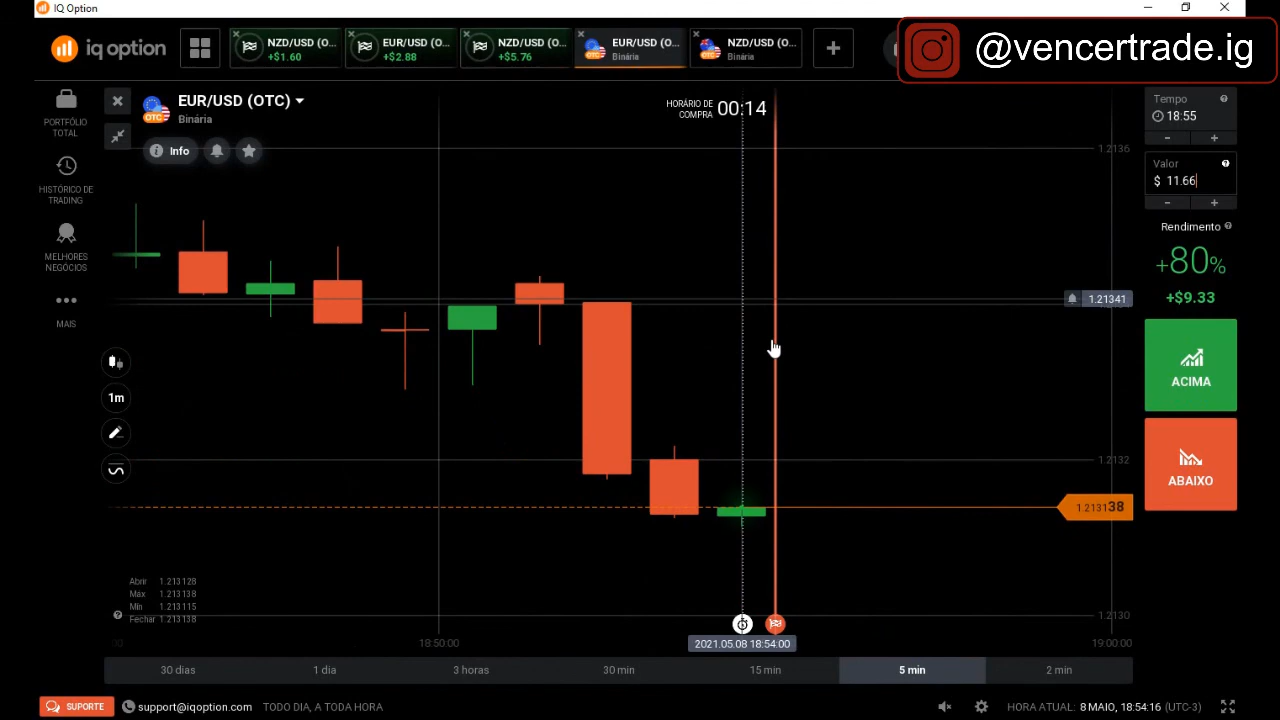 IQ Option
iq option
NZD/USD (O...
+$1.60
EUR/USD (O...
+$2.88
NZD/USD (O...
+$5.76
EUR/USD (O...
Binária
NZD/USD (O...
Binária
@vencertrade.ig
PORTFÓLIO
TOTAL
HISTÓRICO DE
TRADING
MELHORES
NEGÓCIOS
MAIS
EUR/USD (OTC)
OTC
Binária
Info
HORÁRIO DE
COMPRA
00:14
1m
1.2136
1.21341
1.2132
1.213138
1.2130
Abrir 1.213128
Máx 1.213138
Mín 1.213115
Fechar 1.213138
18:50:00
2021.05.08 18:54:00
19:00:00
30 dias
1 dia
3 horas
30 min
15 min
5 min
2 min
Tempo
18:55
- +
Valor
$ 11.66
- +
Rendimento
+80%
+$9.33
ACIMA
ABAIXO
SUPORTE
support@iqoption.com
TODO DIA, A TODA HORA
HORA ATUAL: 8 MAIO, 18:54:16 (UTC-3)